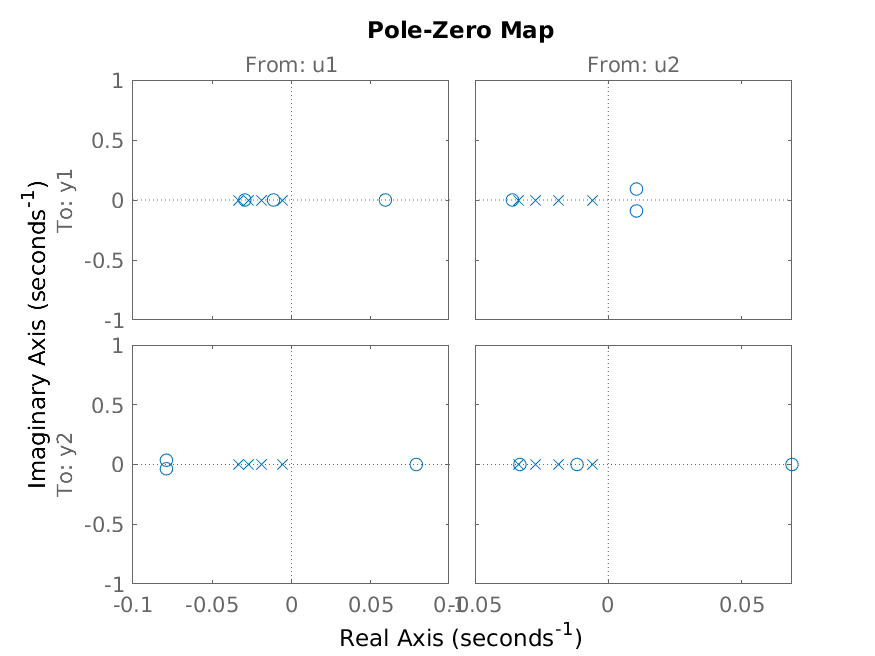 Pole-Zero Map
From: u1
From: u2
1
0.5
0
-0.5
-1
To: y1
Imaginary Axis (seconds-1)
1
0.5
0
-0.5
-1
To: y2
-0.1 -0.05 0 0.05 0.1
-0.05 0 0.05
Real Axis (seconds-1)